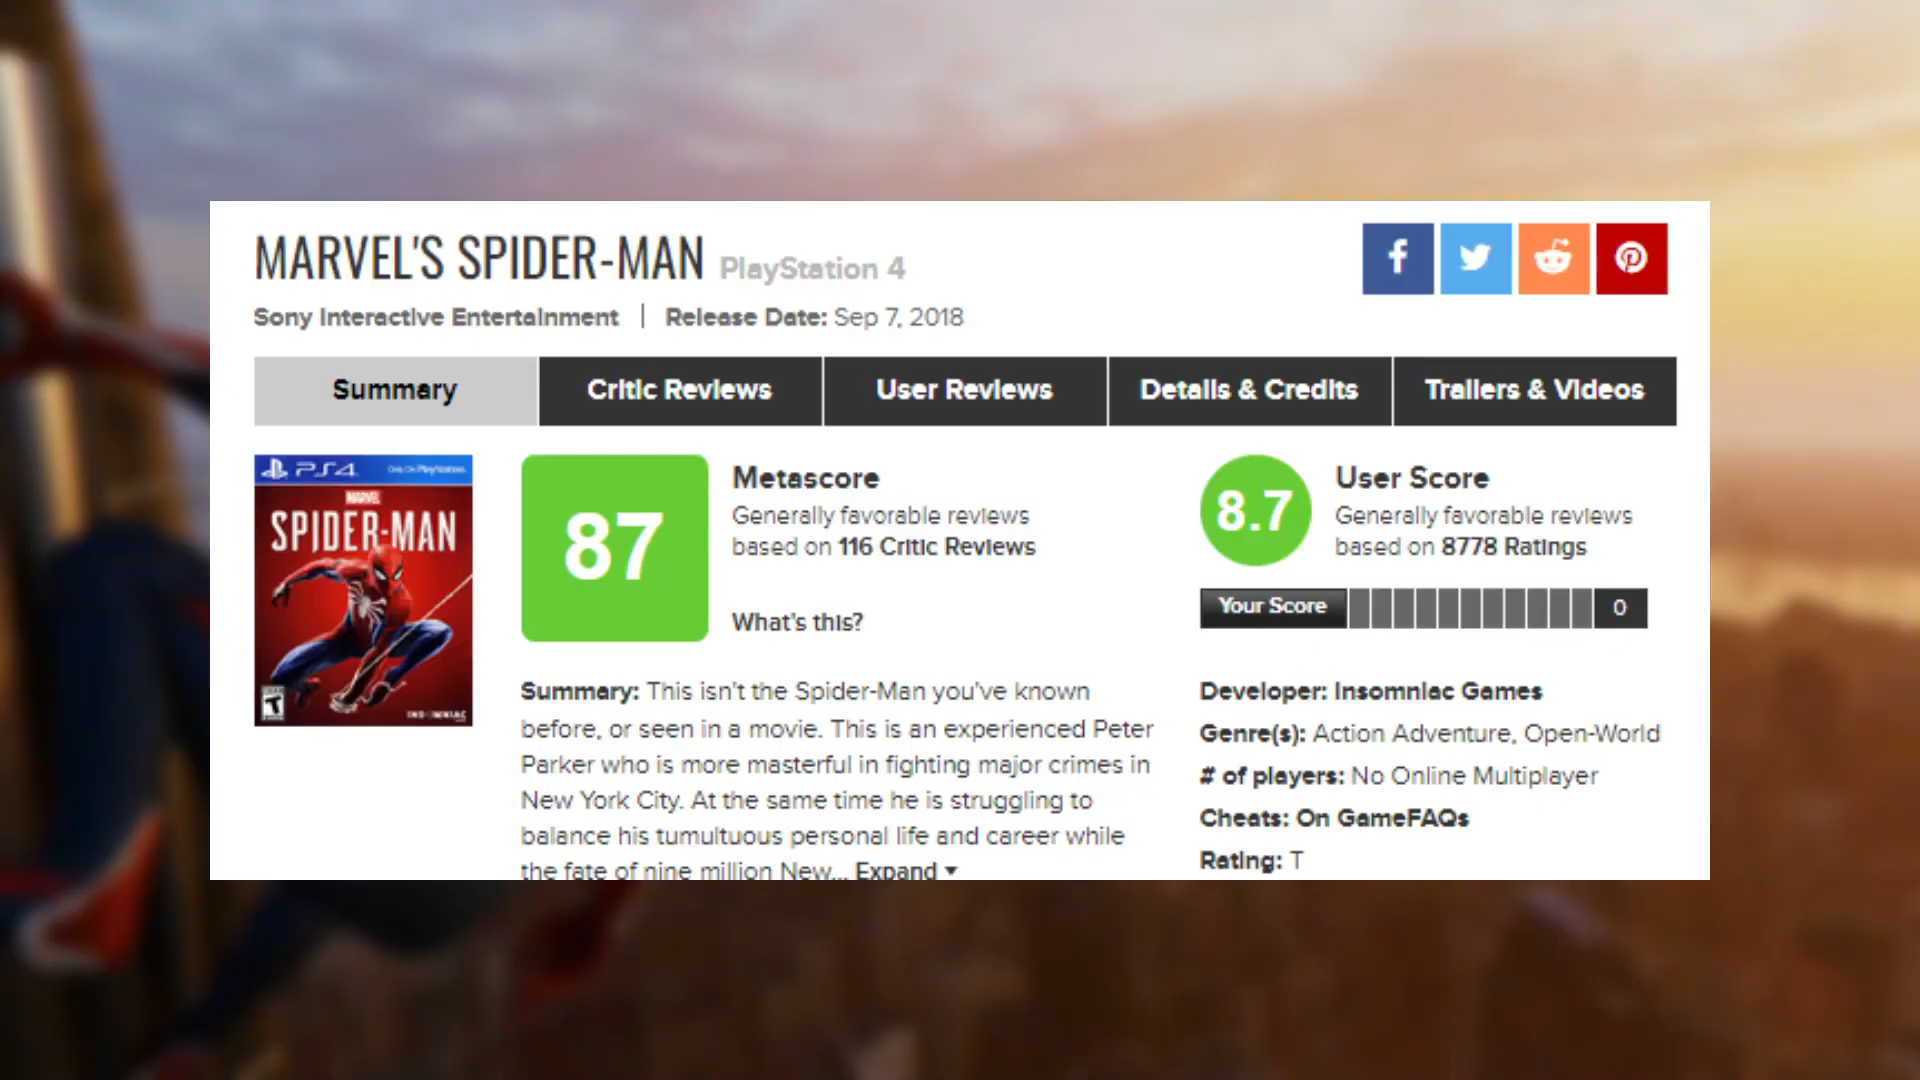 MARVEL'S SPIDER-MAN PlayStation 4
Sony Interactive Entertainment | Release Date: Sep 7, 2018
Summary
Critic Reviews
User Reviews
Details & Credits
Trailers & Videos
PS4
MARVEL
SPIDER-MAN
87
Metascore
Generally favorable reviews
based on 116 Critic Reviews
What's this?
8.7
User Score
Generally favorable reviews
based on 8778 Ratings
Your Score
0
Summary: This isn't the Spider-Man you've known
before, or seen in a movie. This is an experienced Peter
Parker who is more masterful in fighting major crimes in
New York City. At the same time he is struggling to
balance his tumultuous personal life and career while
the fate of nine million New... Expand
Developer: Insomniac Games
Genre(s): Action Adventure, Open-World
# of players: No Online Multiplayer
Cheats: On GameFAQs
Rating: T